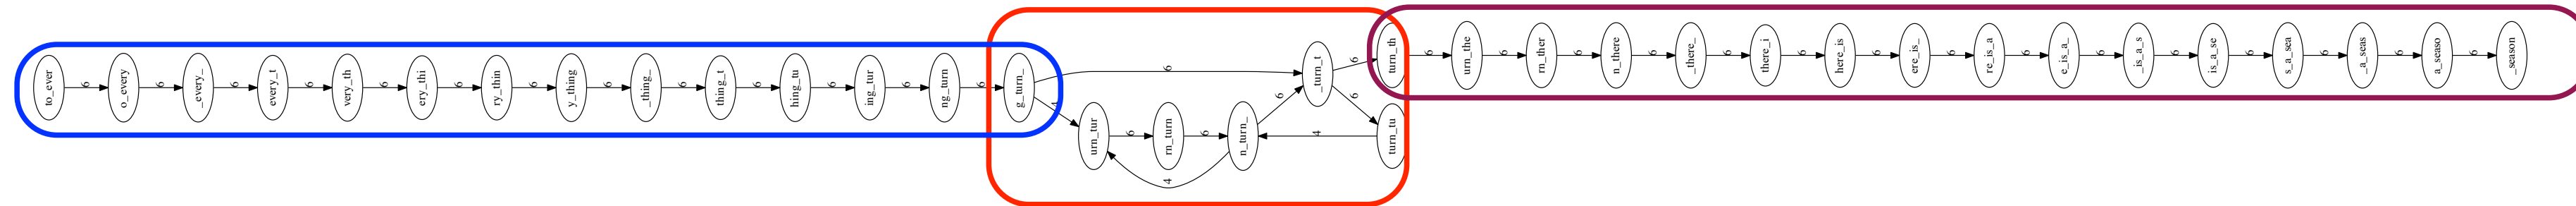 to_ever
6
o_every
6
_every_
6
every_t
6
very_th
6
ery_thi
6
ry_thin
6
y_thing
6
_thing_
6
thing_t
6
hing_tu
6
ing_tur
6
ng_turn
6
g_turn_
6
4
urn_tur
6
rn_turn
6
n_turn_
4
6
_turn_t
6
6
turn_tu
4
turn_th
6
urn_the
6
rn_ther
6
n_there
6
_there_
6
there_i
6
here_is
6
ere_is_
6
re_is_a
6
e_is_a_
6
_is_a_s
6
is_a_se
6
s_a_sea
6
_a_seas
6
a_seaso
6
_season